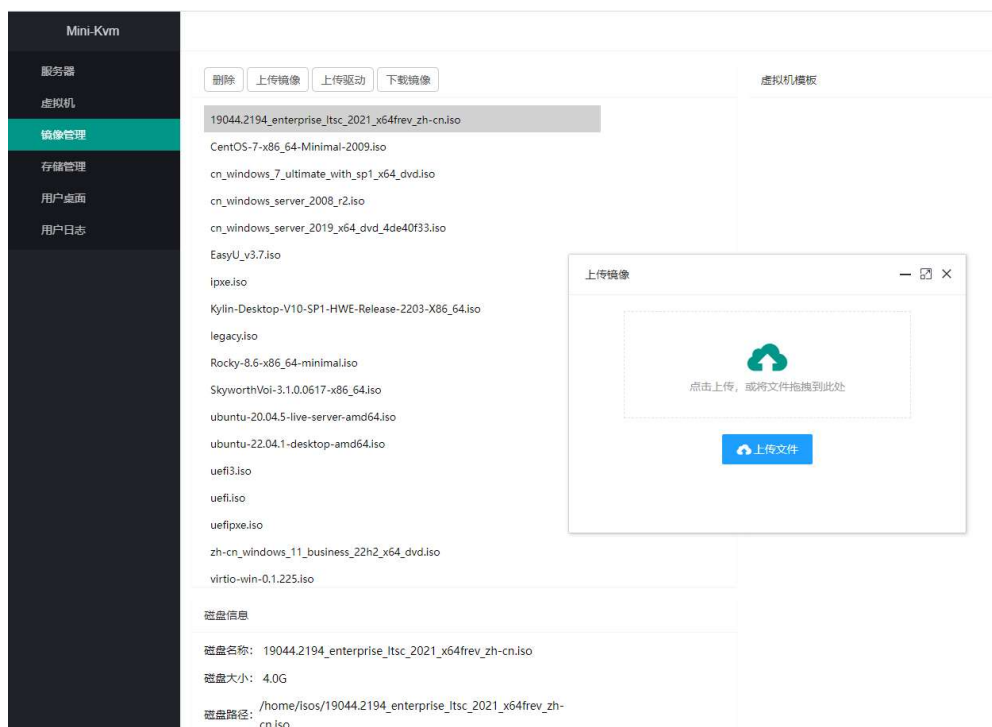 Mini-Kvm
服务器
虚拟机
镜像管理
存储管理
用户桌面
用户日志
删除 上传镜像 上传驱动 下载镜像
虚拟机模板
19044.2194_enterprise_ltsc_2021_x64frev_zh-cn.iso
CentOS-7-x86_64-Minimal-2009.iso
cn_windows_7_ultimate_with_sp1_x64_dvd.iso
cn_windows_server_2008_r2.iso
cn_windows_server_2019_x64_dvd_4de40f33.iso
EasyU_v3.7.iso
ipxe.iso
Kylin-Desktop-V10-SP1-HWE-Release-2203-X86_64.iso
legacy.iso
Rocky-8.6-x86_64-minimal.iso
SkyworthVoi-3.1.0.0617-x86_64.iso
ubuntu-20.04.5-live-server-amd64.iso
ubuntu-22.04.1-desktop-amd64.iso
uefi3.iso
uefi.iso
uefipxe.iso
zh-cn_windows_11_business_22h2_x64_dvd.iso
virtio-win-0.1.225.iso
上传镜像
点击上传，或将文件拖拽到此处
上传文件
磁盘信息
磁盘名称： 19044.2194_enterprise_ltsc_2021_x64frev_zh-cn.iso
磁盘大小： 4.0G
磁盘路径： /home/isos/19044.2194_enterprise_ltsc_2021_x64frev_zh-
cn.iso